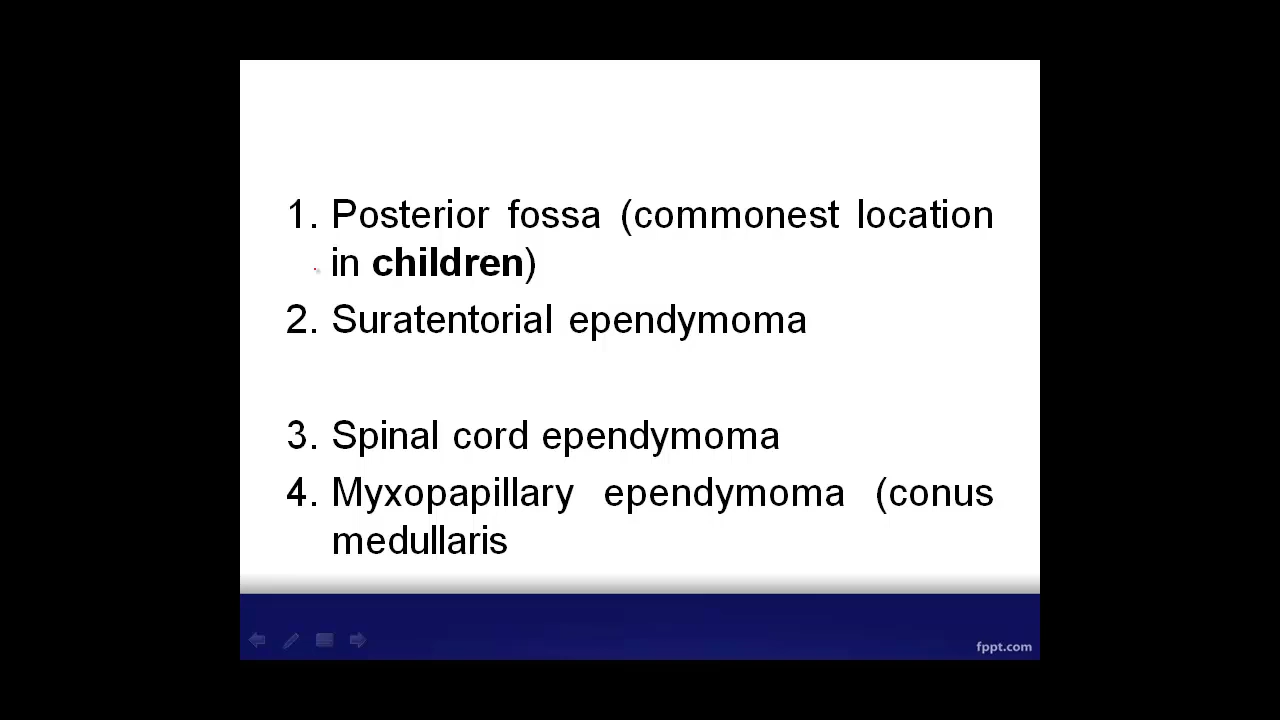 1. Posterior fossa (commonest location
in children)
2. Suratentorial ependymoma
3. Spinal cord ependymoma
4. Myxopapillary ependymoma (conus
medullaris
fppt.com